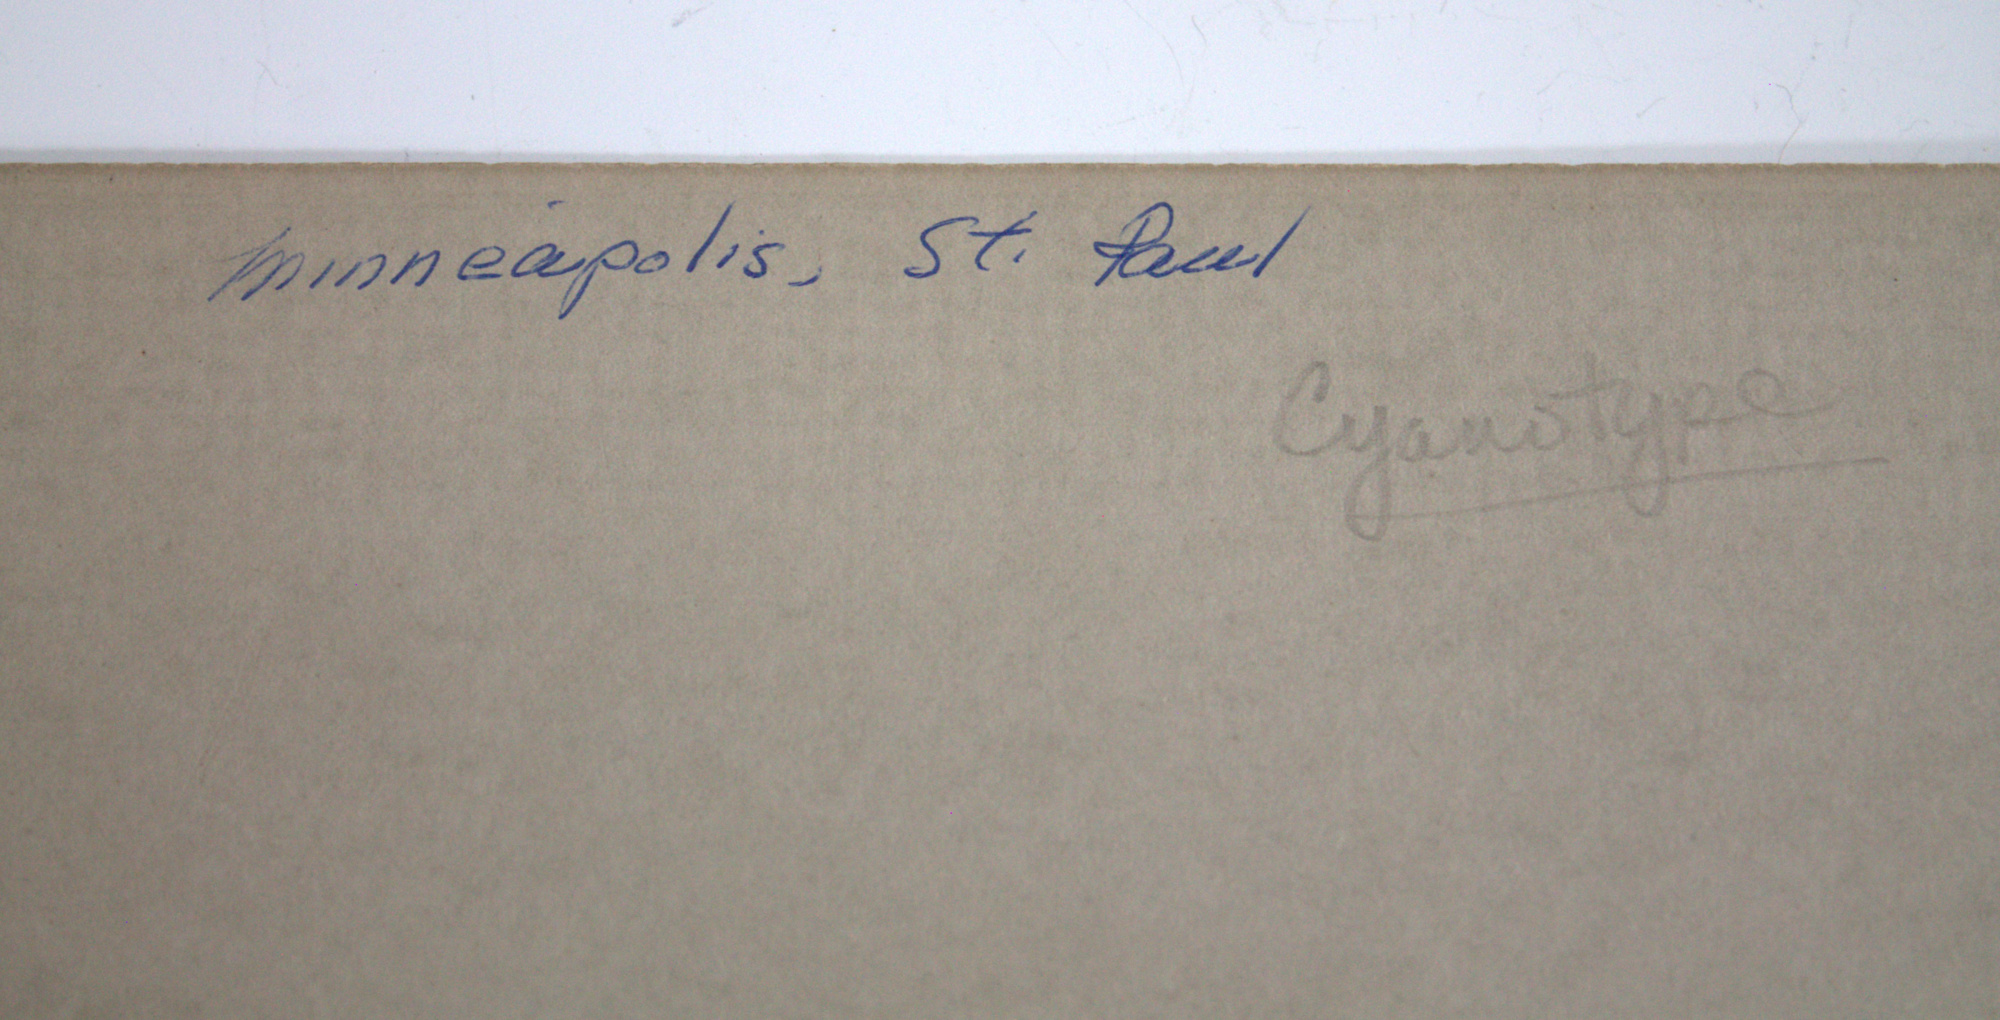 Minneapolis, St. Paul
Cyanotype